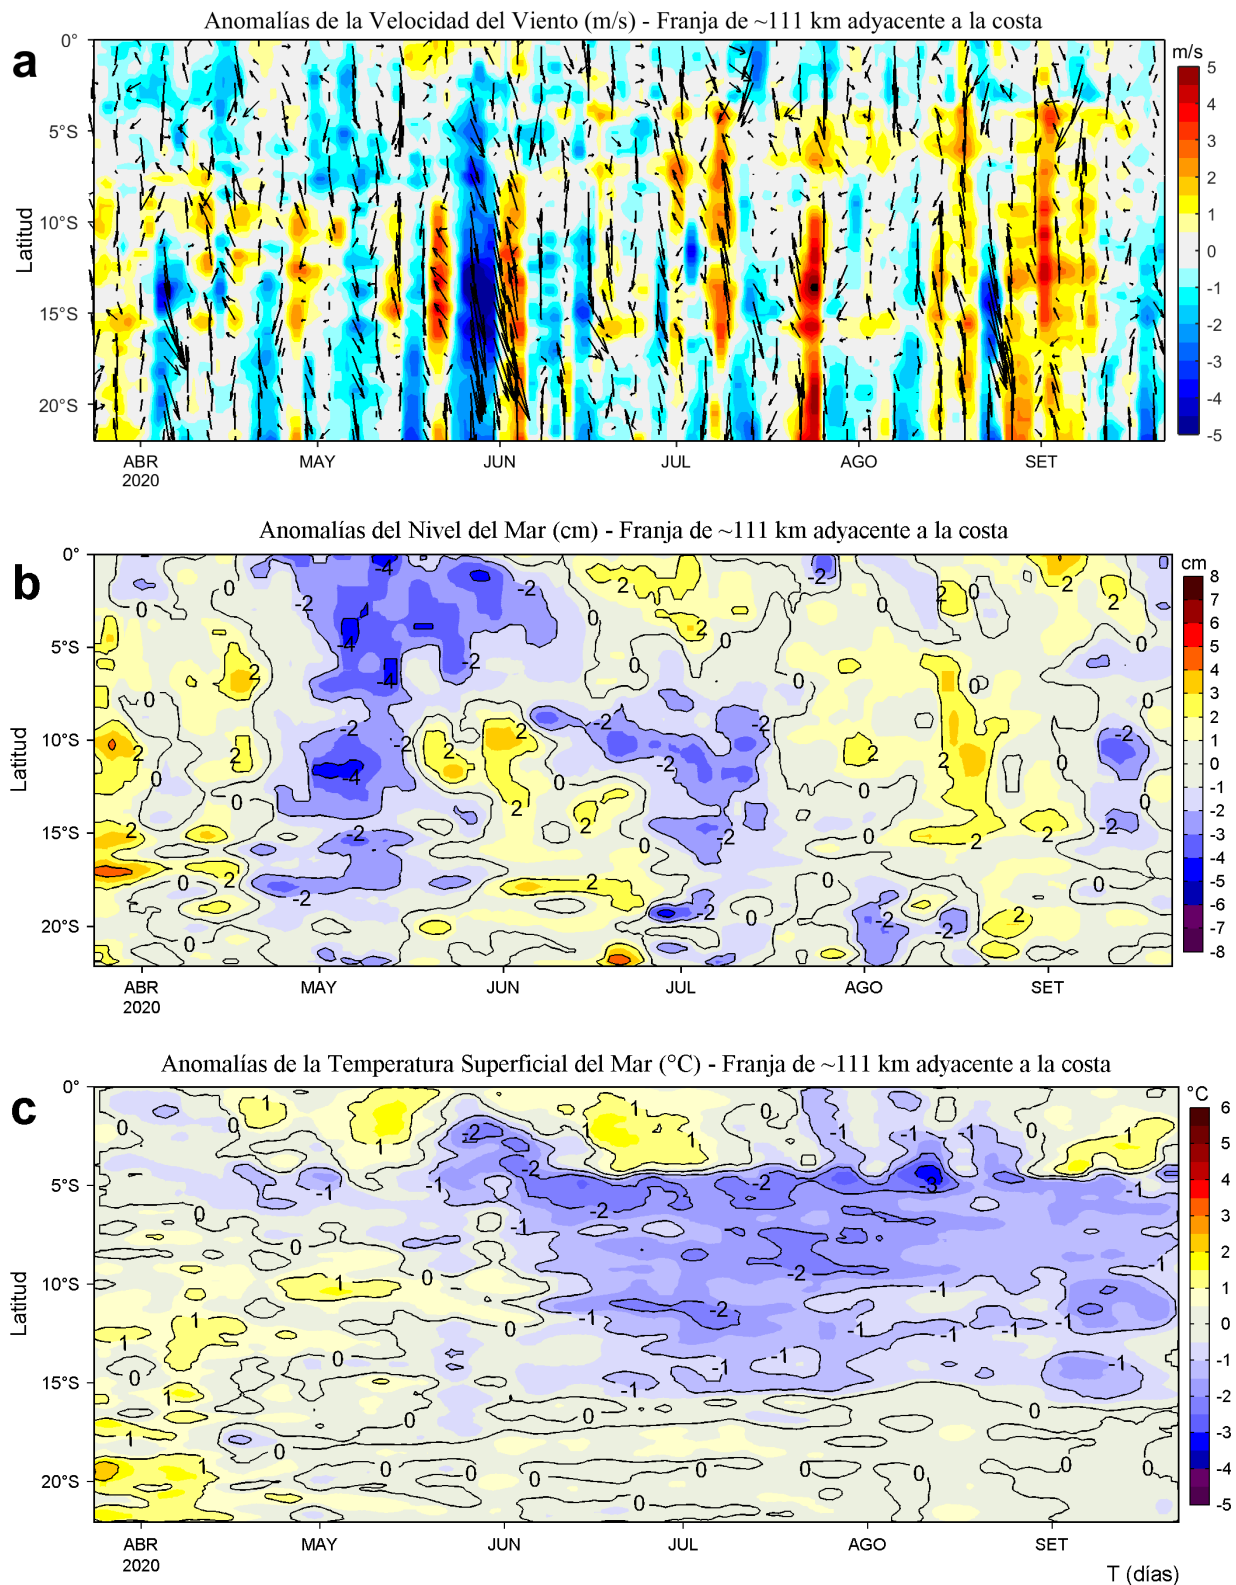 Anomalías de la Velocidad del Viento (m/s) - Franja de ~111 km adyacente a la costa
a
m/s
0°
5°S
10°S
15°S
20°S
Latitud
5
4
3
2
1
0
-1
-2
-3
-4
-5
ABR MAY JUN JUL AGO SET
2020
Anomalías del Nivel del Mar (cm) - Franja de ~111 km adyacente a la costa
b
cm
0°
5°S
10°S
15°S
20°S
Latitud
8
7
6
5
4
3
2
1
0
-1
-2
-3
-4
-5
-6
-7
-8
ABR MAY JUN JUL AGO SET
2020
Anomalías de la Temperatura Superficial del Mar (°C) - Franja de ~111 km adyacente a la costa
c
°C
0°
5°S
10°S
15°S
20°S
Latitud
6
5
4
3
2
1
0
-1
-2
-3
-4
-5
ABR MAY JUN JUL AGO SET
2020
T (días)